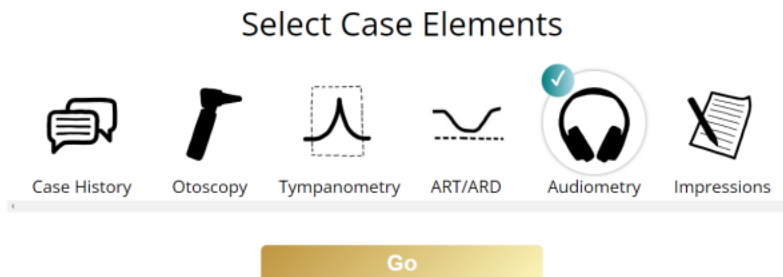 Select Case Elements
Case History Otoscopy Tympanometry ART/ARD Audiometry Impressions
Go